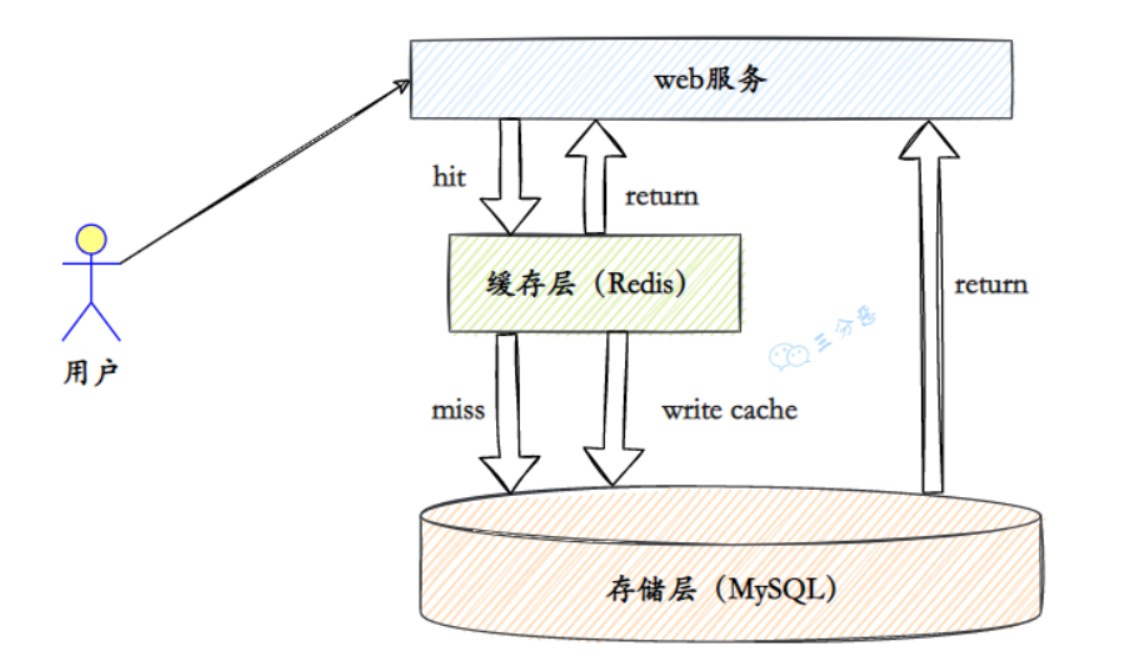 web服务
hit
return
用户
缓存层（Redis）
return
三分恶
miss
write cache
存储层（MySQL）